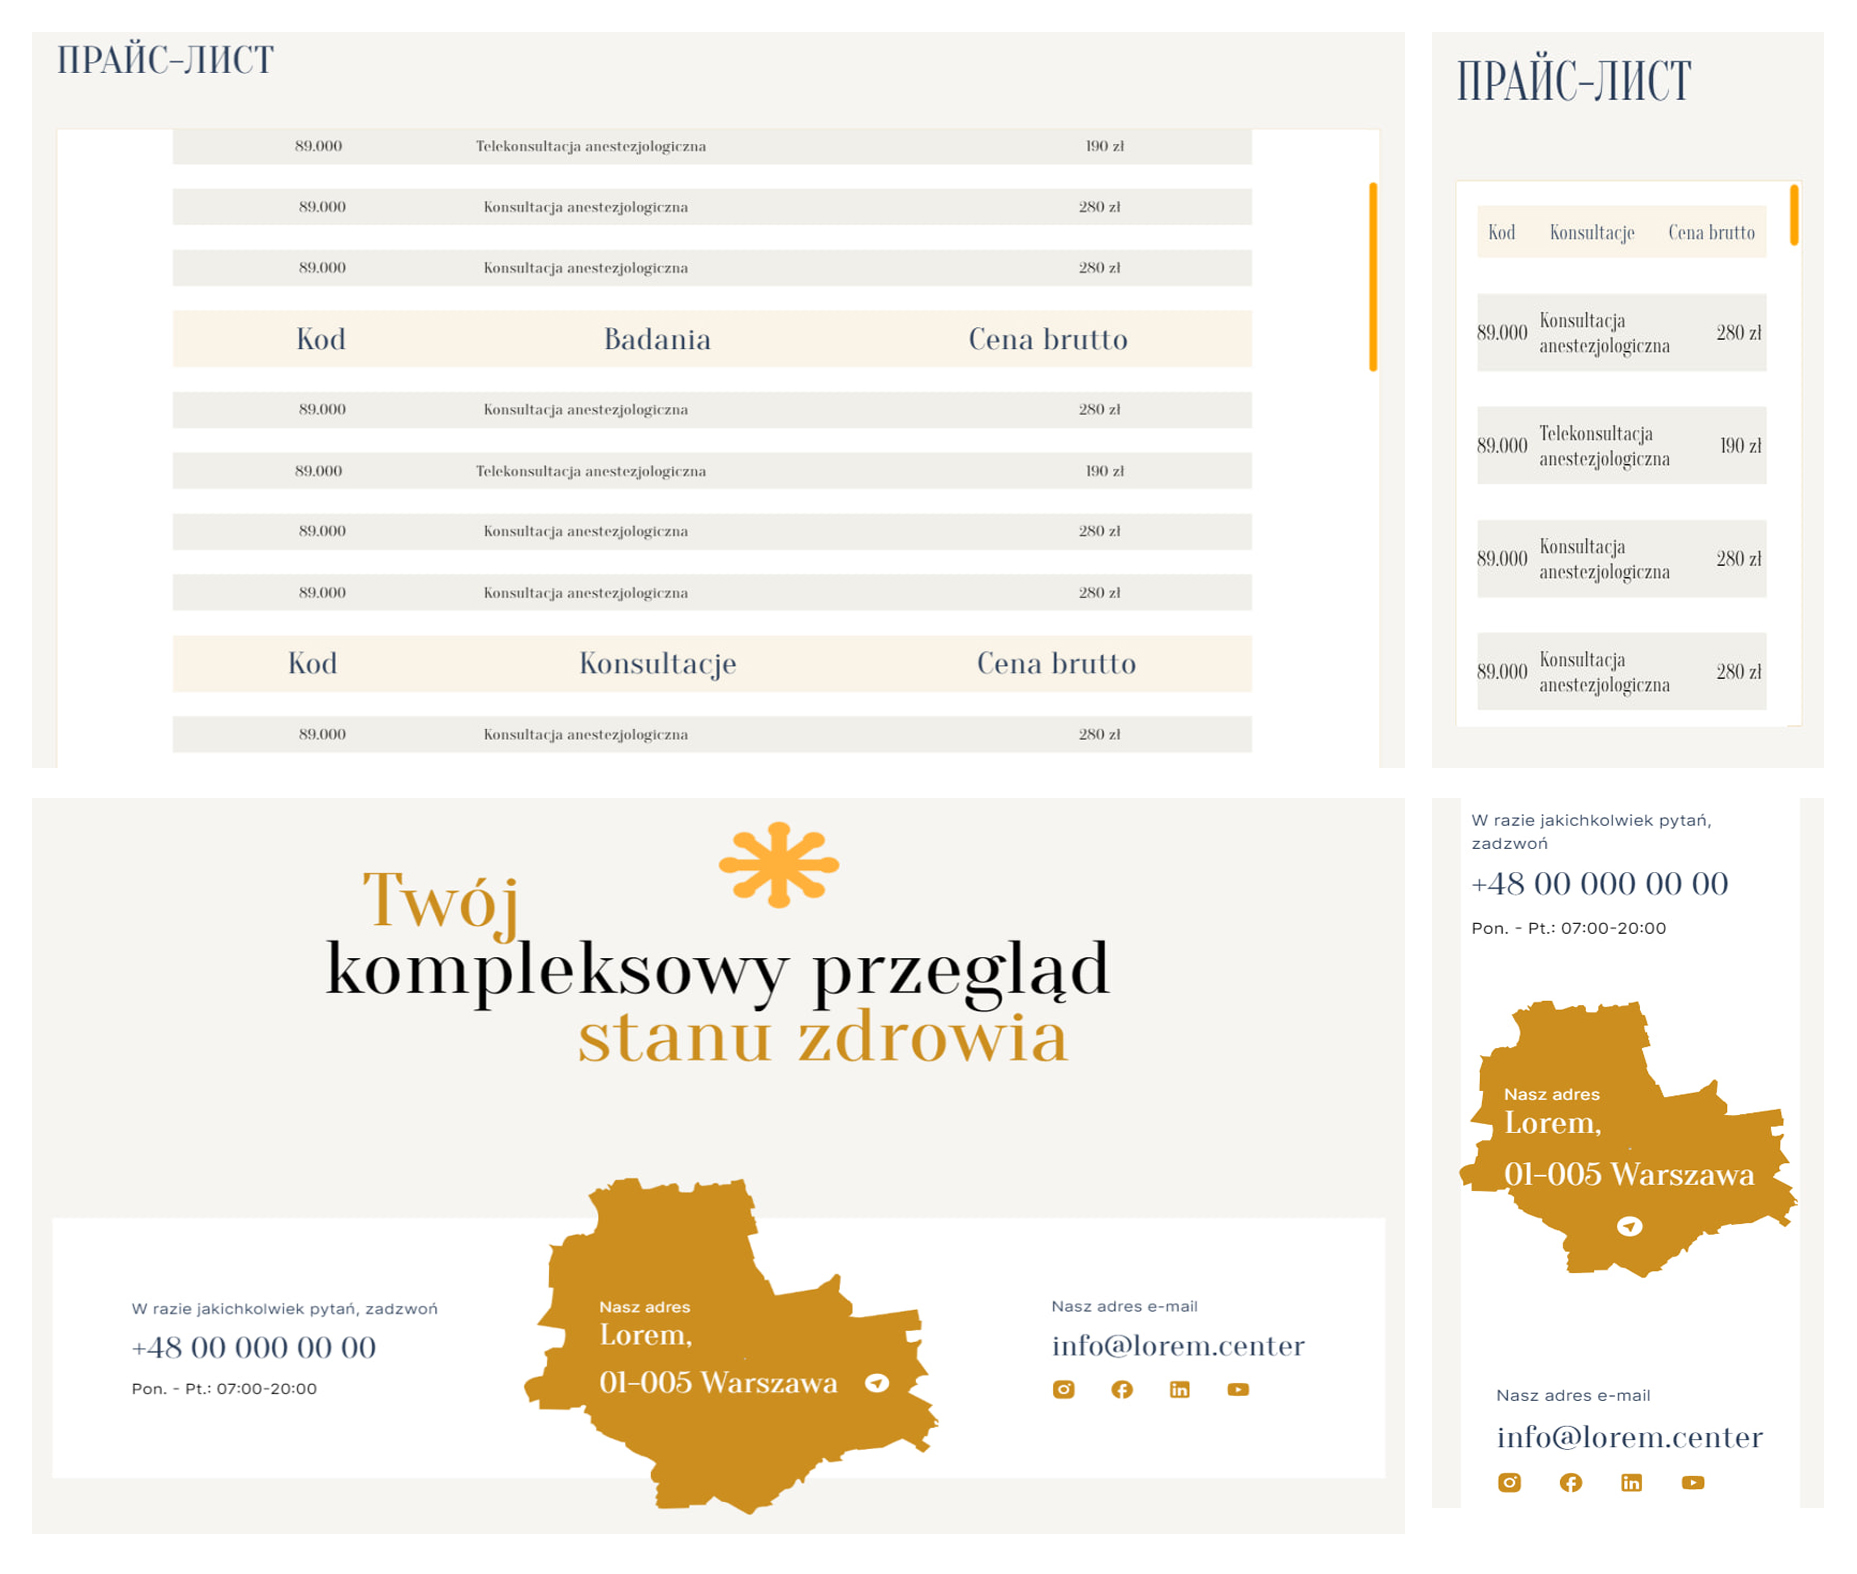 ПРАЙС-ЛИСТ
89.000 Telekonsultacja anestezjologiczna 190 zł
89.000 Konsultacja anestezjologiczna 280 zł
89.000 Konsultacja anestezjologiczna 280 zł
Kod Badania Cena brutto
89.000 Konsultacja anestezjologiczna 280 zł
89.000 Telekonsultacja anestezjologiczna 190 zł
89.000 Konsultacja anestezjologiczna 280 zł
89.000 Konsultacja anestezjologiczna 280 zł
Kod Konsultacje Cena brutto
89.000 Konsultacja anestezjologiczna 280 zł
ПРАЙС-ЛИСТ
Kod Konsultacje Cena brutto
89.000 Konsultacja
anestezjologiczna 280 zł
89.000 Telekonsultacja
anestezjologiczna 190 zł
89.000 Konsultacja
anestezjologiczna 280 zł
89.000 Konsultacja
anestezjologiczna 280 zł
Twój
kompleksowy przegląd
stanu zdrowia
W razie jakichkolwiek pytań, zadzwoń
+48 00 000 00 00
Pon. - Pt.: 07:00-20:00
Nasz adres
Lorem,
01-005 Warszawa
Nasz adres e-mail
info@lorem.center
W razie jakichkolwiek pytań,
zadzwoń
+48 00 000 00 00
Pon. - Pt.: 07:00-20:00
Nasz adres
Lorem,
01-005 Warszawa
Nasz adres e-mail
info@lorem.center